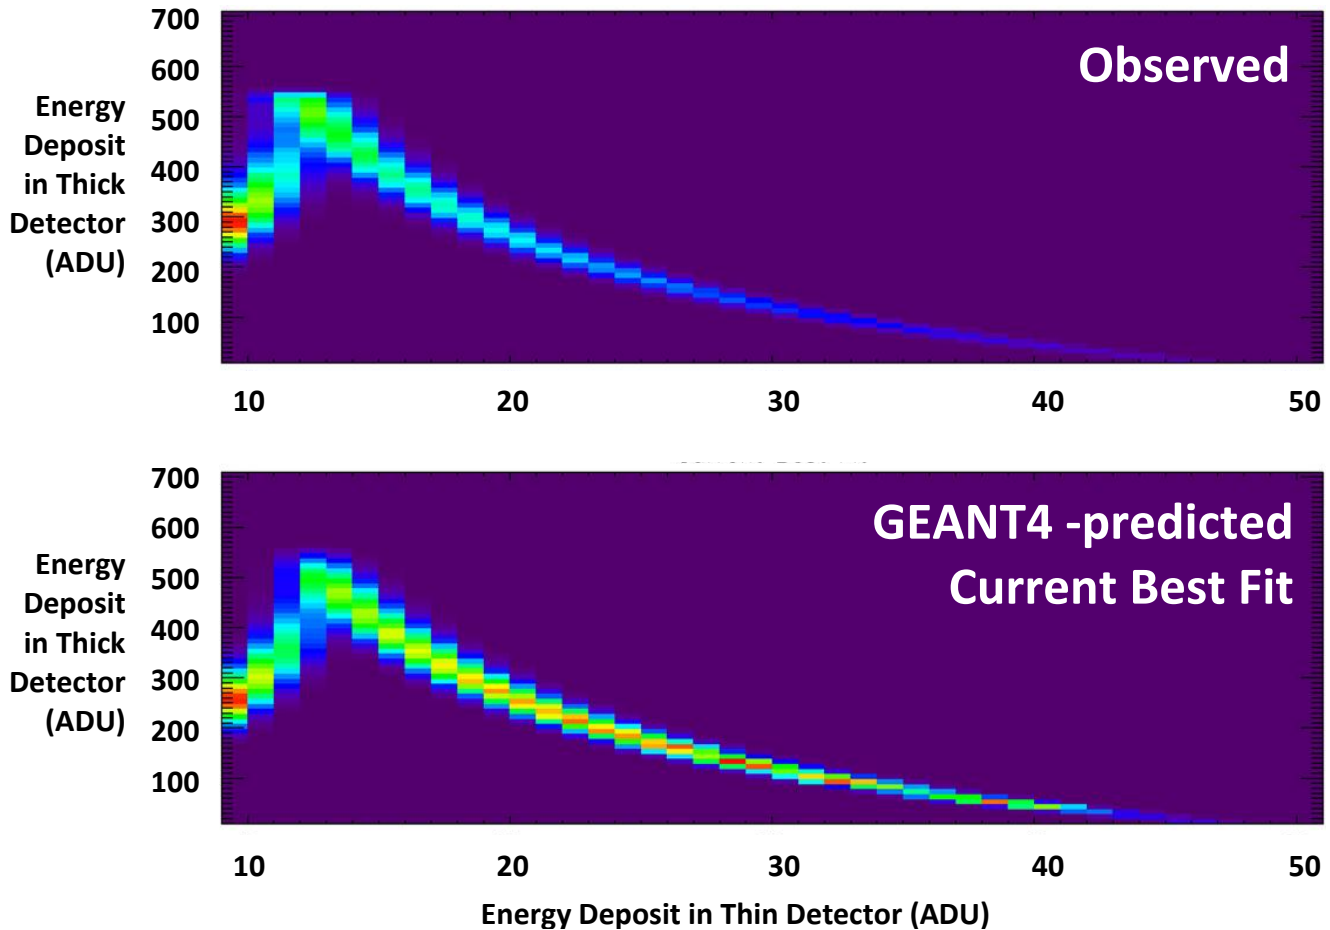 700
600
500
400
300
200
100
Energy
Deposit
in Thick
Detector
(ADU)
Observed
10 20 30 40 50
700
600
500
400
300
200
100
Energy
Deposit
in Thick
Detector
(ADU)
GEANT4 -predicted
Current Best Fit
10 20 30 40 50
Energy Deposit in Thin Detector (ADU)